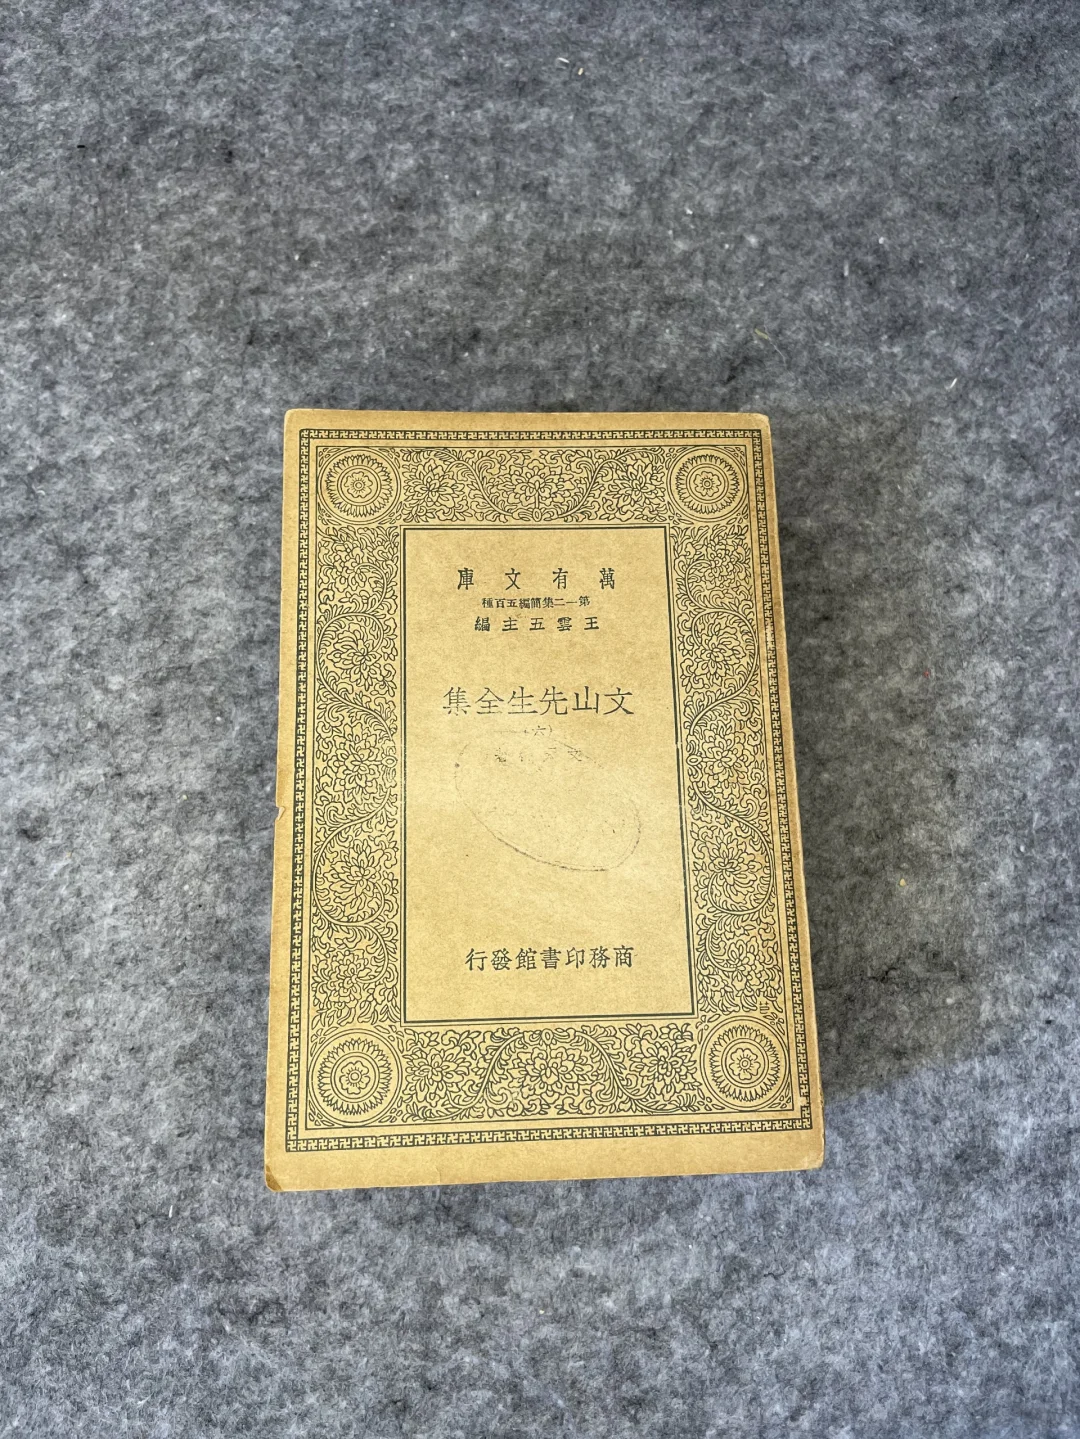 萬有文庫
第一二集簡編五百種
王雲五主編
文山先生全集
(六)
商務印書館發行